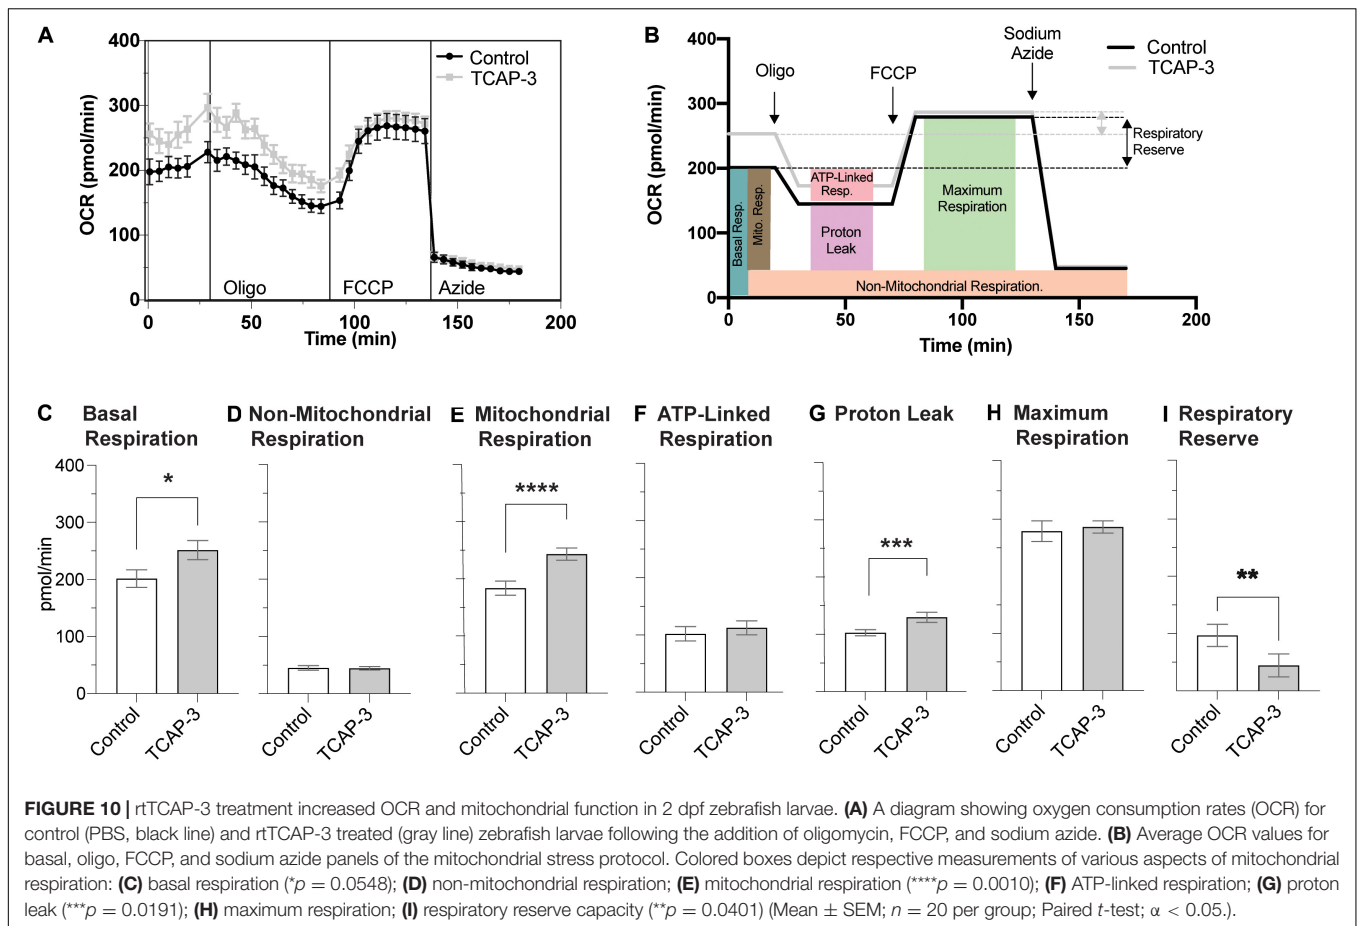 A
400
300
200
100
0
OCR (pmol/min)
Control
TCAP-3
Oligo
FCCP
Azide
0
50
100
150
200
Time (min)
B
400
300
200
100
0
OCR (pmol/min)
Oligo
FCCP
Sodium
Azide
Control
TCAP-3
Respiratory
Reserve
Basal Resp.
Mito. Resp.
ATP-Linked
Resp.
Proton
Leak
Maximum
Respiration
Non-Mitochondrial Respiration.
0
50
100
150
200
Time (min)
C Basal
Respiration
400
300
200
100
0
pmol/min
*
Control
TCAP-3
D Non-Mitochondrial
Respiration
Control
TCAP-3
E Mitochondrial
Respiration
****
Control
TCAP-3
F ATP-Linked
Respiration
Control
TCAP-3
G Proton Leak
***
Control
TCAP-3
H Maximum
Respiration
Control
TCAP-3
I Respiratory
Reserve
**
Control
TCAP-3
FIGURE 10 | rtTCAP-3 treatment increased OCR and mitochondrial function in 2 dpf zebrafish larvae. (A) A diagram showing oxygen consumption rates (OCR) for
control (PBS, black line) and rtTCAP-3 treated (gray line) zebrafish larvae following the addition of oligomycin, FCCP, and sodium azide. (B) Average OCR values for
basal, oligo, FCCP, and sodium azide panels of the mitochondrial stress protocol. Colored boxes depict respective measurements of various aspects of mitochondrial
respiration: (C) basal respiration (*p = 0.0548); (D) non-mitochondrial respiration; (E) mitochondrial respiration (****p = 0.0010); (F) ATP-linked respiration; (G) proton
leak (***p = 0.0191); (H) maximum respiration; (I) respiratory reserve capacity (**p = 0.0401) (Mean ± SEM; n = 20 per group; Paired t-test; α < 0.05.).